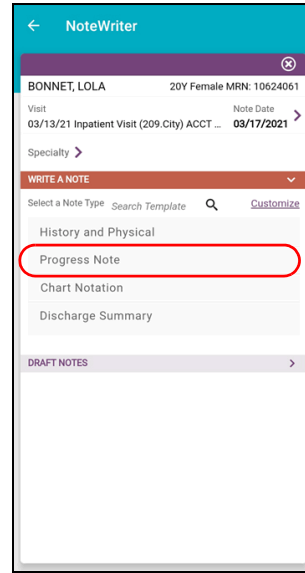 NoteWriter
BONNET, LOLA 20Y Female MRN: 10624061
Visit Note Date
03/13/21 Inpatient Visit (209.City) ACCT ... 03/17/2021
Specialty
WRITE A NOTE
Select a Note Type Search Template Customize
History and Physical
Progress Note
Chart Notation
Discharge Summary
DRAFT NOTES